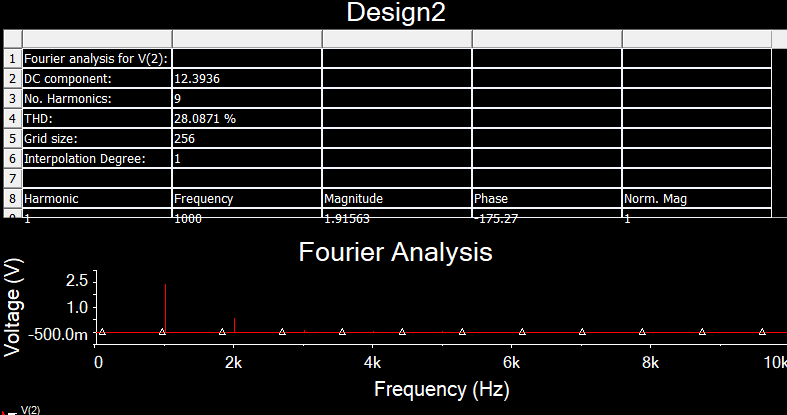 Design2
1 Fourier analysis for V(2):
2 DC component: 12.3936
3 No. Harmonics: 9
4 THD: 28.0871 %
5 Grid size: 256
6 Interpolation Degree: 1
7
8 Harmonic Frequency Magnitude Phase Norm. Mag
9 1 1000 1.91563 -175.27 1
Fourier Analysis
Voltage (V)
2.5
1.0
-500.0m
0 2k 4k 6k 8k 10k
Frequency (Hz)
V(2)